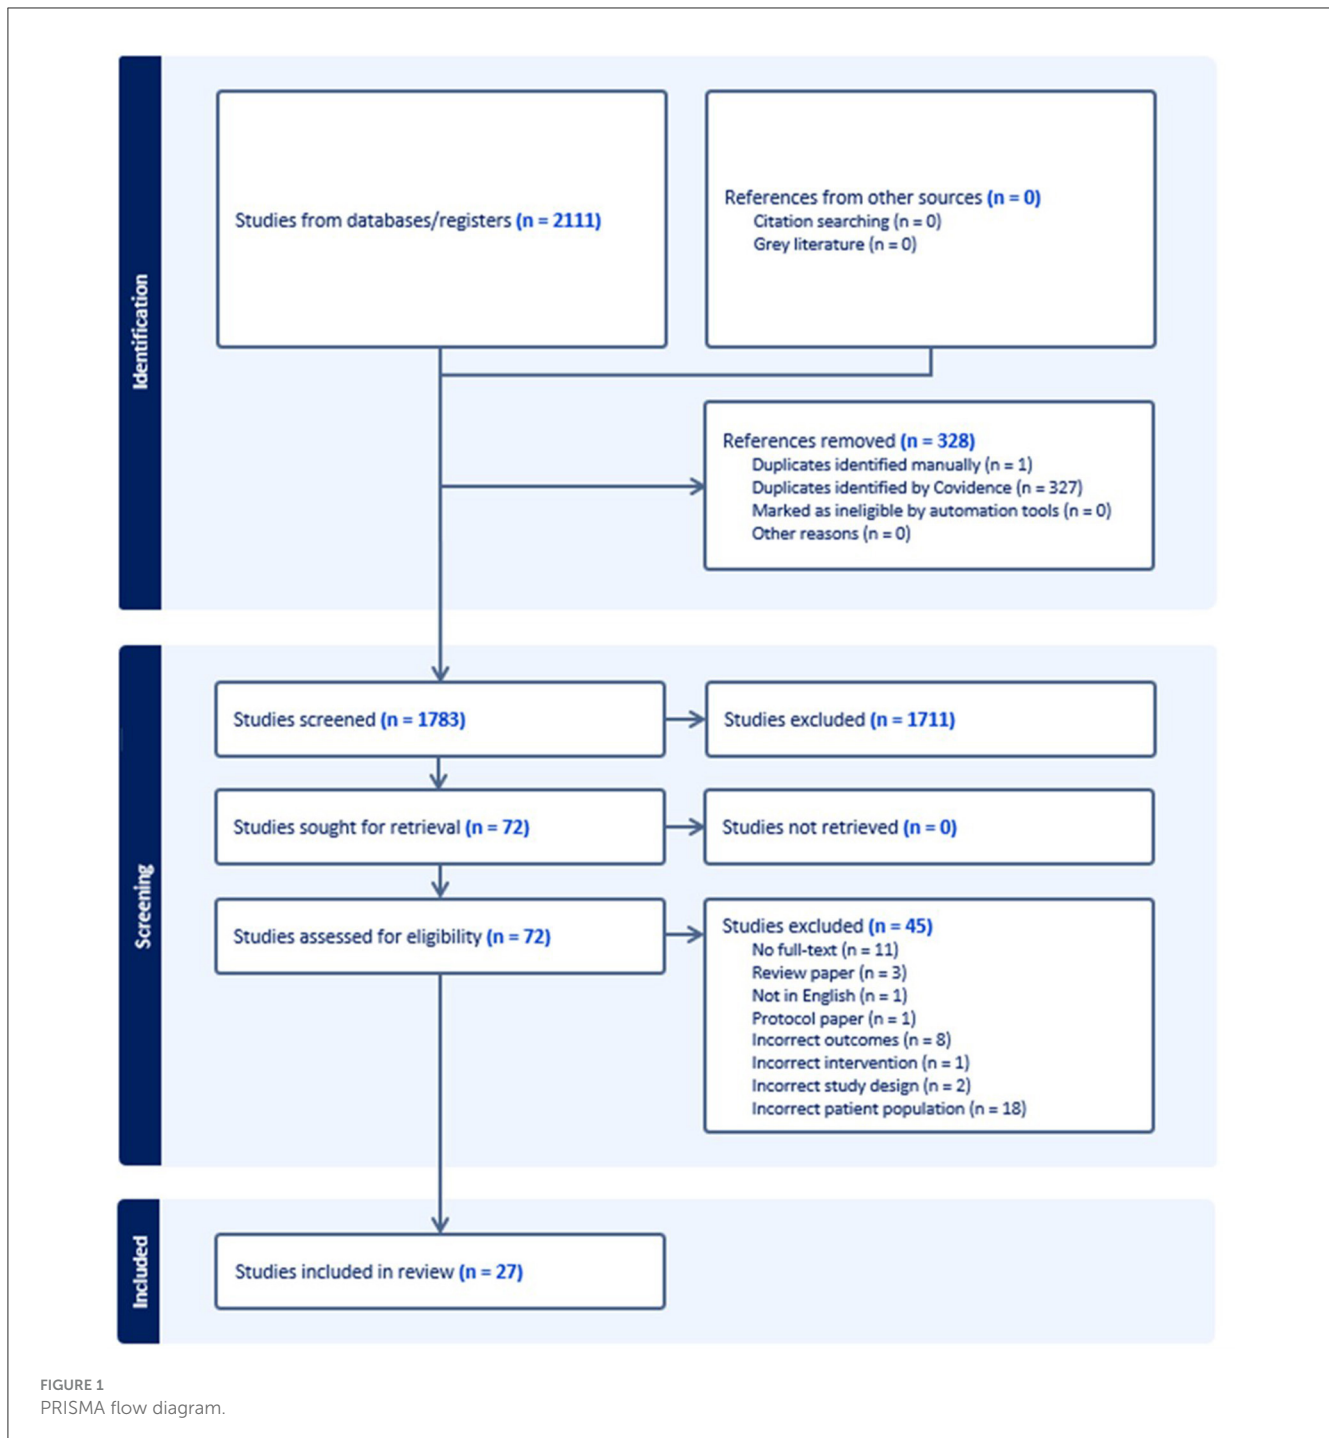 Identification
Studies from databases/registers (n = 2111)
References from other sources (n = 0)
Citation searching (n = 0)
Grey literature (n = 0)
References removed (n = 328)
Duplicates identified manually (n = 1)
Duplicates identified by Covidence (n = 327)
Marked as ineligible by automation tools (n = 0)
Other reasons (n = 0)
Screening
Studies screened (n = 1783)
Studies excluded (n = 1711)
Studies sought for retrieval (n = 72)
Studies not retrieved (n = 0)
Studies assessed for eligibility (n = 72)
Studies excluded (n = 45)
No full-text (n = 11)
Review paper (n = 3)
Not in English (n = 1)
Protocol paper (n = 1)
Incorrect outcomes (n = 8)
Incorrect intervention (n = 1)
Incorrect study design (n = 2)
Incorrect patient population (n = 18)
Included
Studies included in review (n = 27)
FIGURE 1
PRISMA flow diagram.